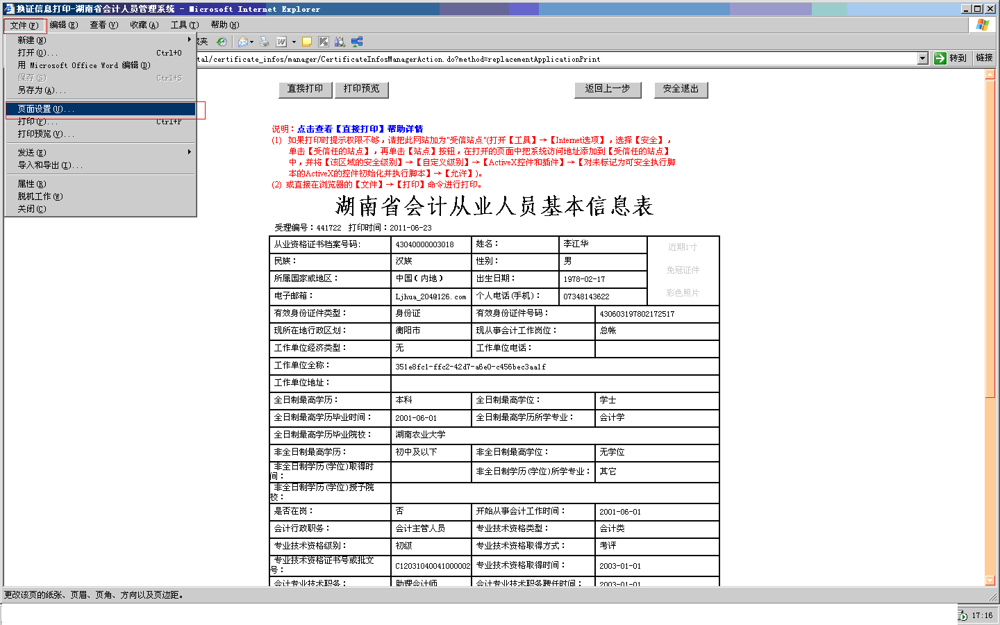 换证信息打印-湖南省会计人员管理系统 - Microsoft Internet Explorer
文件(F) 编辑(E) 查看(V) 收藏(A) 工具(T) 帮助(H)
新建(N)
打开(O)... Ctrl+O
用 Microsoft Office Word 编辑(D)
保存(S) Ctrl+S
另存为(A)...
页面设置(U)...
打印(P)... Ctrl+P
打印预览(V)...
发送(E)
导入和导出(I)...
属性(R)
脱机工作(W)
关闭(C)
tal/certificate_infos/manager/CertificateInfosManagerAction.do?method=replacementApplicationPrint
转到 链接
直接打印 打印预览 返回上一步 安全退出
说明：点击查看【直接打印】帮助详情
(1) 如果打印时提示权限不够，请把此网站加为"受信站点"(打开【工具】→【Internet选项】，选择【安全】，
单击【受信任的站点】，再单击【站点】按钮，在打开的页面中把系统访问地址添加到【受信任的站点】
中，并将【该区域的安全级别】→【自定义级别】→【ActiveX控件和插件】→【对未标记为可安全执行脚
本的ActiveX的控件初始化并执行脚本】→【允许】)。
(2) 或直接在浏览器的【文件】→【打印】命令进行打印。
湖南省会计从业人员基本信息表
受理编号：441722 打印时间：2011-06-23
从业资格证书档案号码: 43040000003018 姓名： 李江华
近期1寸
免冠证件
彩色照片
民族： 汉族 性别： 男
所属国家或地区： 中国（内地） 出生日期： 1978-02-17
电子邮箱： Ljhua_204@126.com 个人电话(手机)： 07348143622
有效身份证件类型： 身份证 有效身份证件号码： 430603197802172517
现所在地行政区划： 衡阳市 现从事会计工作岗位： 总帐
工作单位经济类型： 无 工作单位电话：
工作单位全称： 351e8fc1-ffc2-42d7-a6e0-c456bec3aa1f
工作单位地址：
全日制最高学历： 本科 全日制最高学位： 学士
全日制最高学历毕业时间： 2001-06-01 全日制最高学历所学专业： 会计学
全日制最高学历毕业院校： 湖南农业大学
非全日制最高学历： 初中及以下 非全日制最高学位： 无学位
非全日制学历(学位)取得时
间： 非全日制学历(学位)所学专业： 其它
非全日制学历(学位)授予院
校：
是否在岗： 否 开始从事会计工作时间： 2001-06-01
会计行政职务： 会计主管人员 专业技术资格类型： 会计类
专业技术资格级别： 初级 专业技术资格取得方式： 考评
专业技术资格证书号或批文
号： C12031040041000002 专业技术资格取得时间： 2003-01-01
会计专业技术职务： 助理会计师 会计专业技术职务聘任时间： 2003-01-01
更改该页的纸张、页眉、页角、方向以及页边距。
17:16